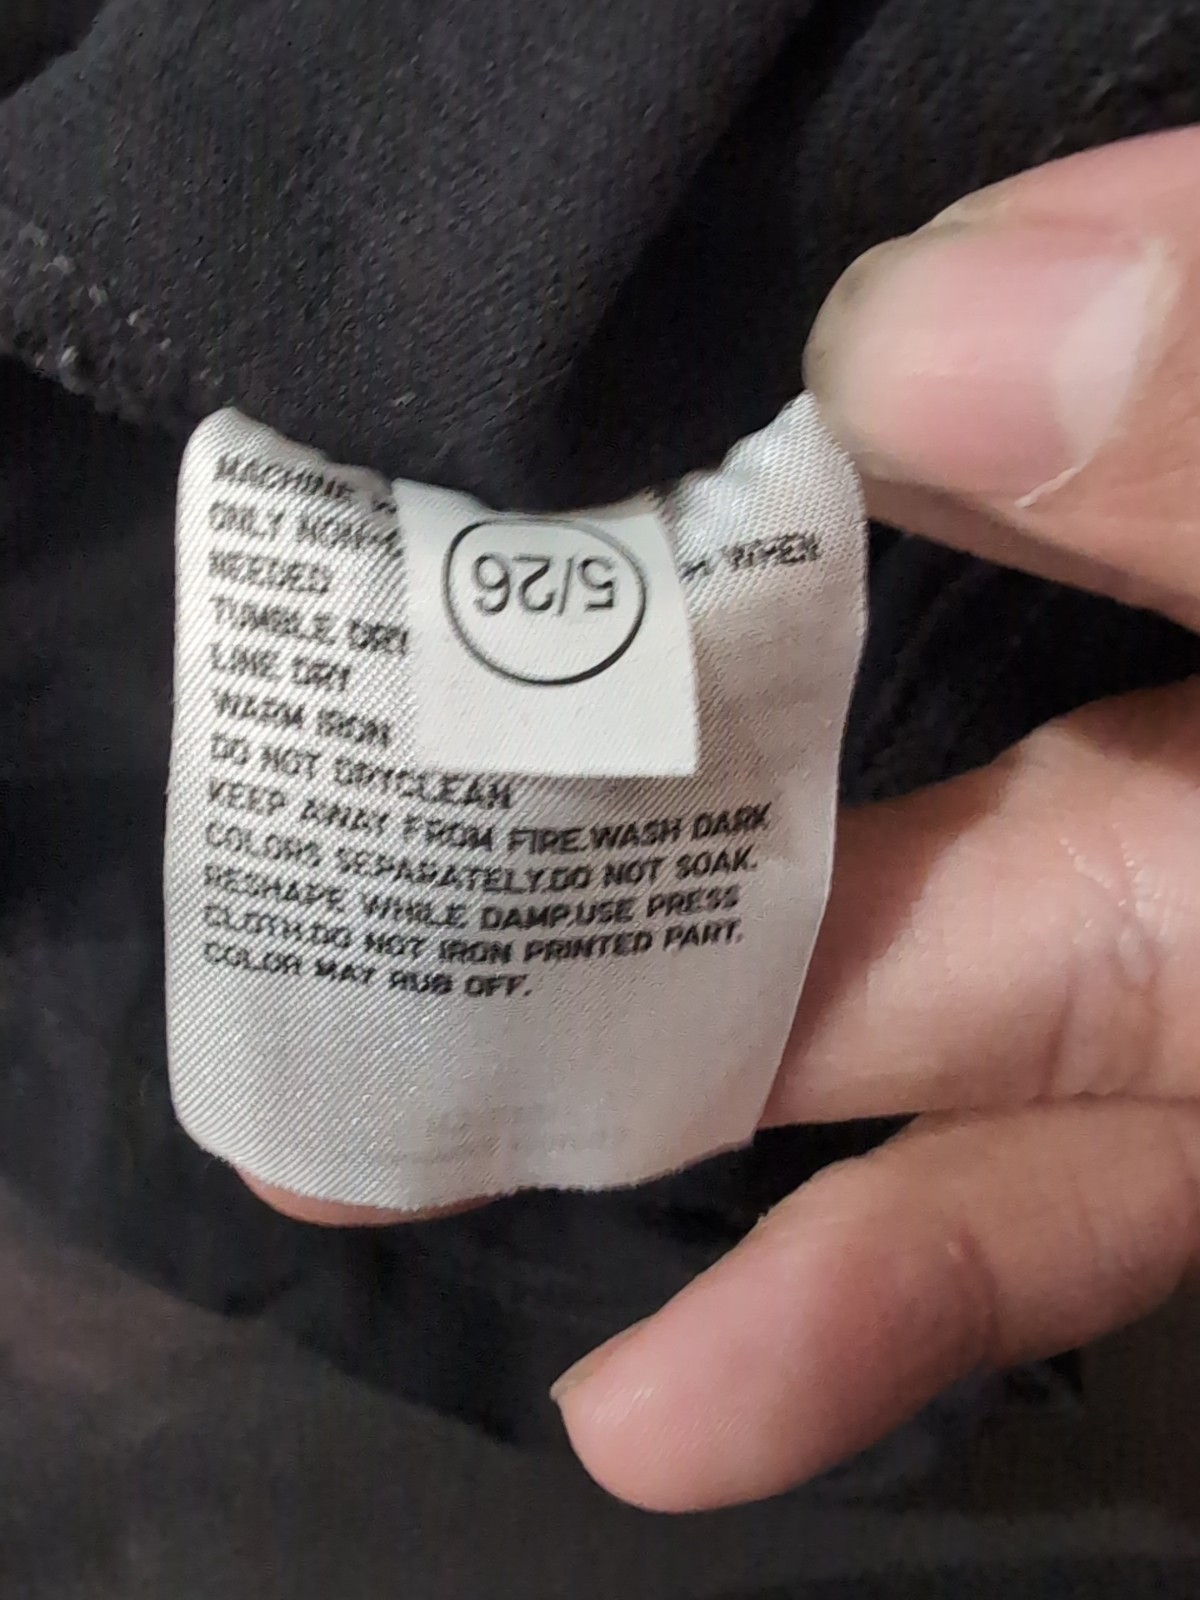 MACHINE
ONLY NON-
WHEN
NEEDED
TUMBLE DRY
LINE DRY
WARM IRON
DO NOT DRYCLEAN
KEEP AWAY FROM FIRE.WASH DARK
COLORS SEPARATELY.DO NOT SOAK.
RESHAPE WHILE DAMP.USE PRESS
CLOTH.DO NOT IRON PRINTED PART.
COLOR MAY RUB OFF.
5/26